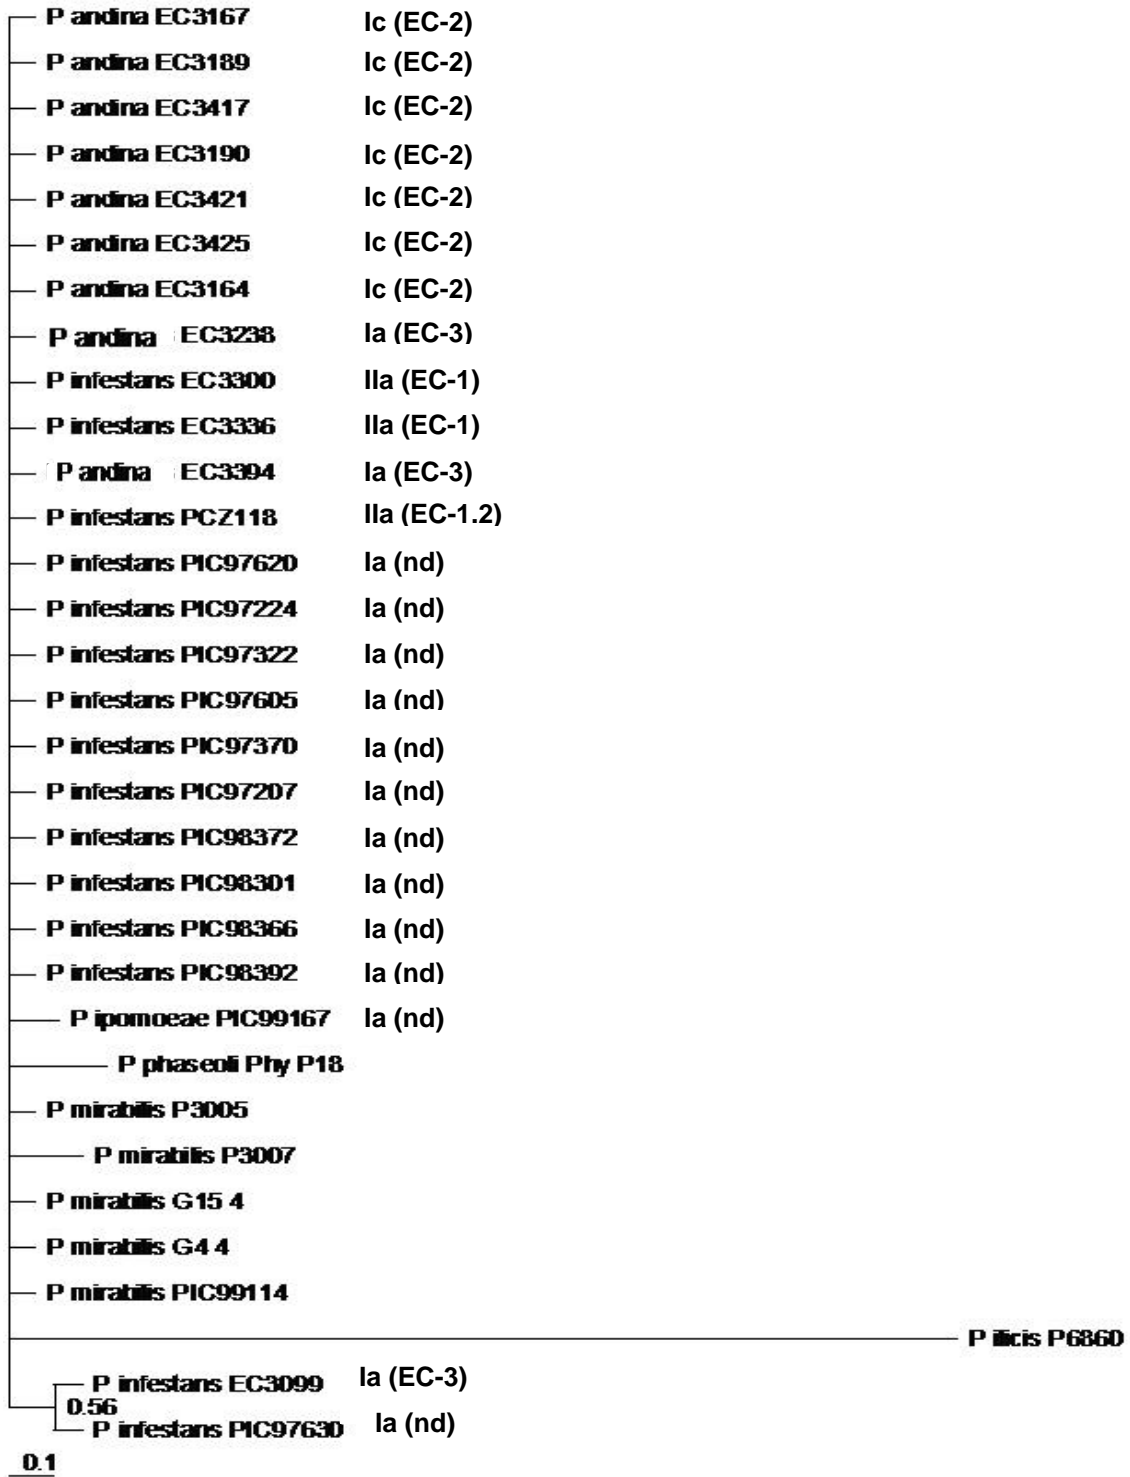 P andina EC3167 Ic (EC-2)
P andina EC3189 Ic (EC-2)
P andina EC3417 Ic (EC-2)
P andina EC3190 Ic (EC-2)
P andina EC3421 Ic (EC-2)
P andina EC3425 Ic (EC-2)
P andina EC3164 Ic (EC-2)
P andina EC3238 Ia (EC-3)
P infestans EC3300 IIa (EC-1)
P infestans EC3336 IIa (EC-1)
P andina EC3394 Ia (EC-3)
P infestans PCZ118 IIa (EC-1.2)
P infestans PIC97620 Ia (nd)
P infestans PIC97224 Ia (nd)
P infestans PIC97322 Ia (nd)
P infestans PIC97605 Ia (nd)
P infestans PIC97370 Ia (nd)
P infestans PIC97207 Ia (nd)
P infestans PIC98372 Ia (nd)
P infestans PIC98301 Ia (nd)
P infestans PIC98366 Ia (nd)
P infestans PIC98392 Ia (nd)
P ipomoeae PIC99167 Ia (nd)
P phaseoli Phy P18
P mirabilis P3005
P mirabilis P3007
P mirabilis G15 4
P mirabilis G4 4
P mirabilis PIC99114
P ilicis P6860
P infestans EC3099 Ia (EC-3)
0.56
P infestans PIC97630 Ia (nd)
0.1